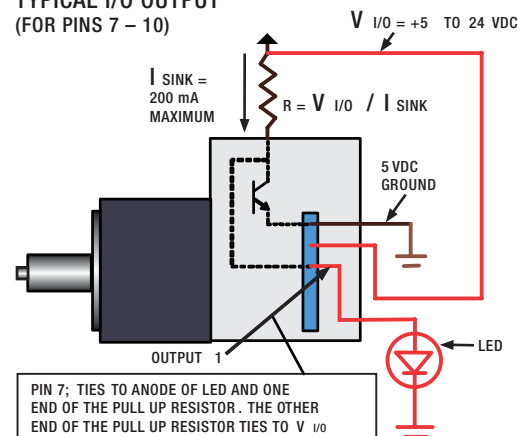 TYPICAL I/O OUTPUT
(FOR PINS 7 – 10)
V I/O = +5 TO 24 VDC
I SINK =
200 mA
MAXIMUM
R = V I/O / I SINK
5 VDC
GROUND
OUTPUT 1
LED
PIN 7; TIES TO ANODE OF LED AND ONE
END OF THE PULL UP RESISTOR. THE OTHER
END OF THE PULL UP RESISTOR TIES TO V I/O